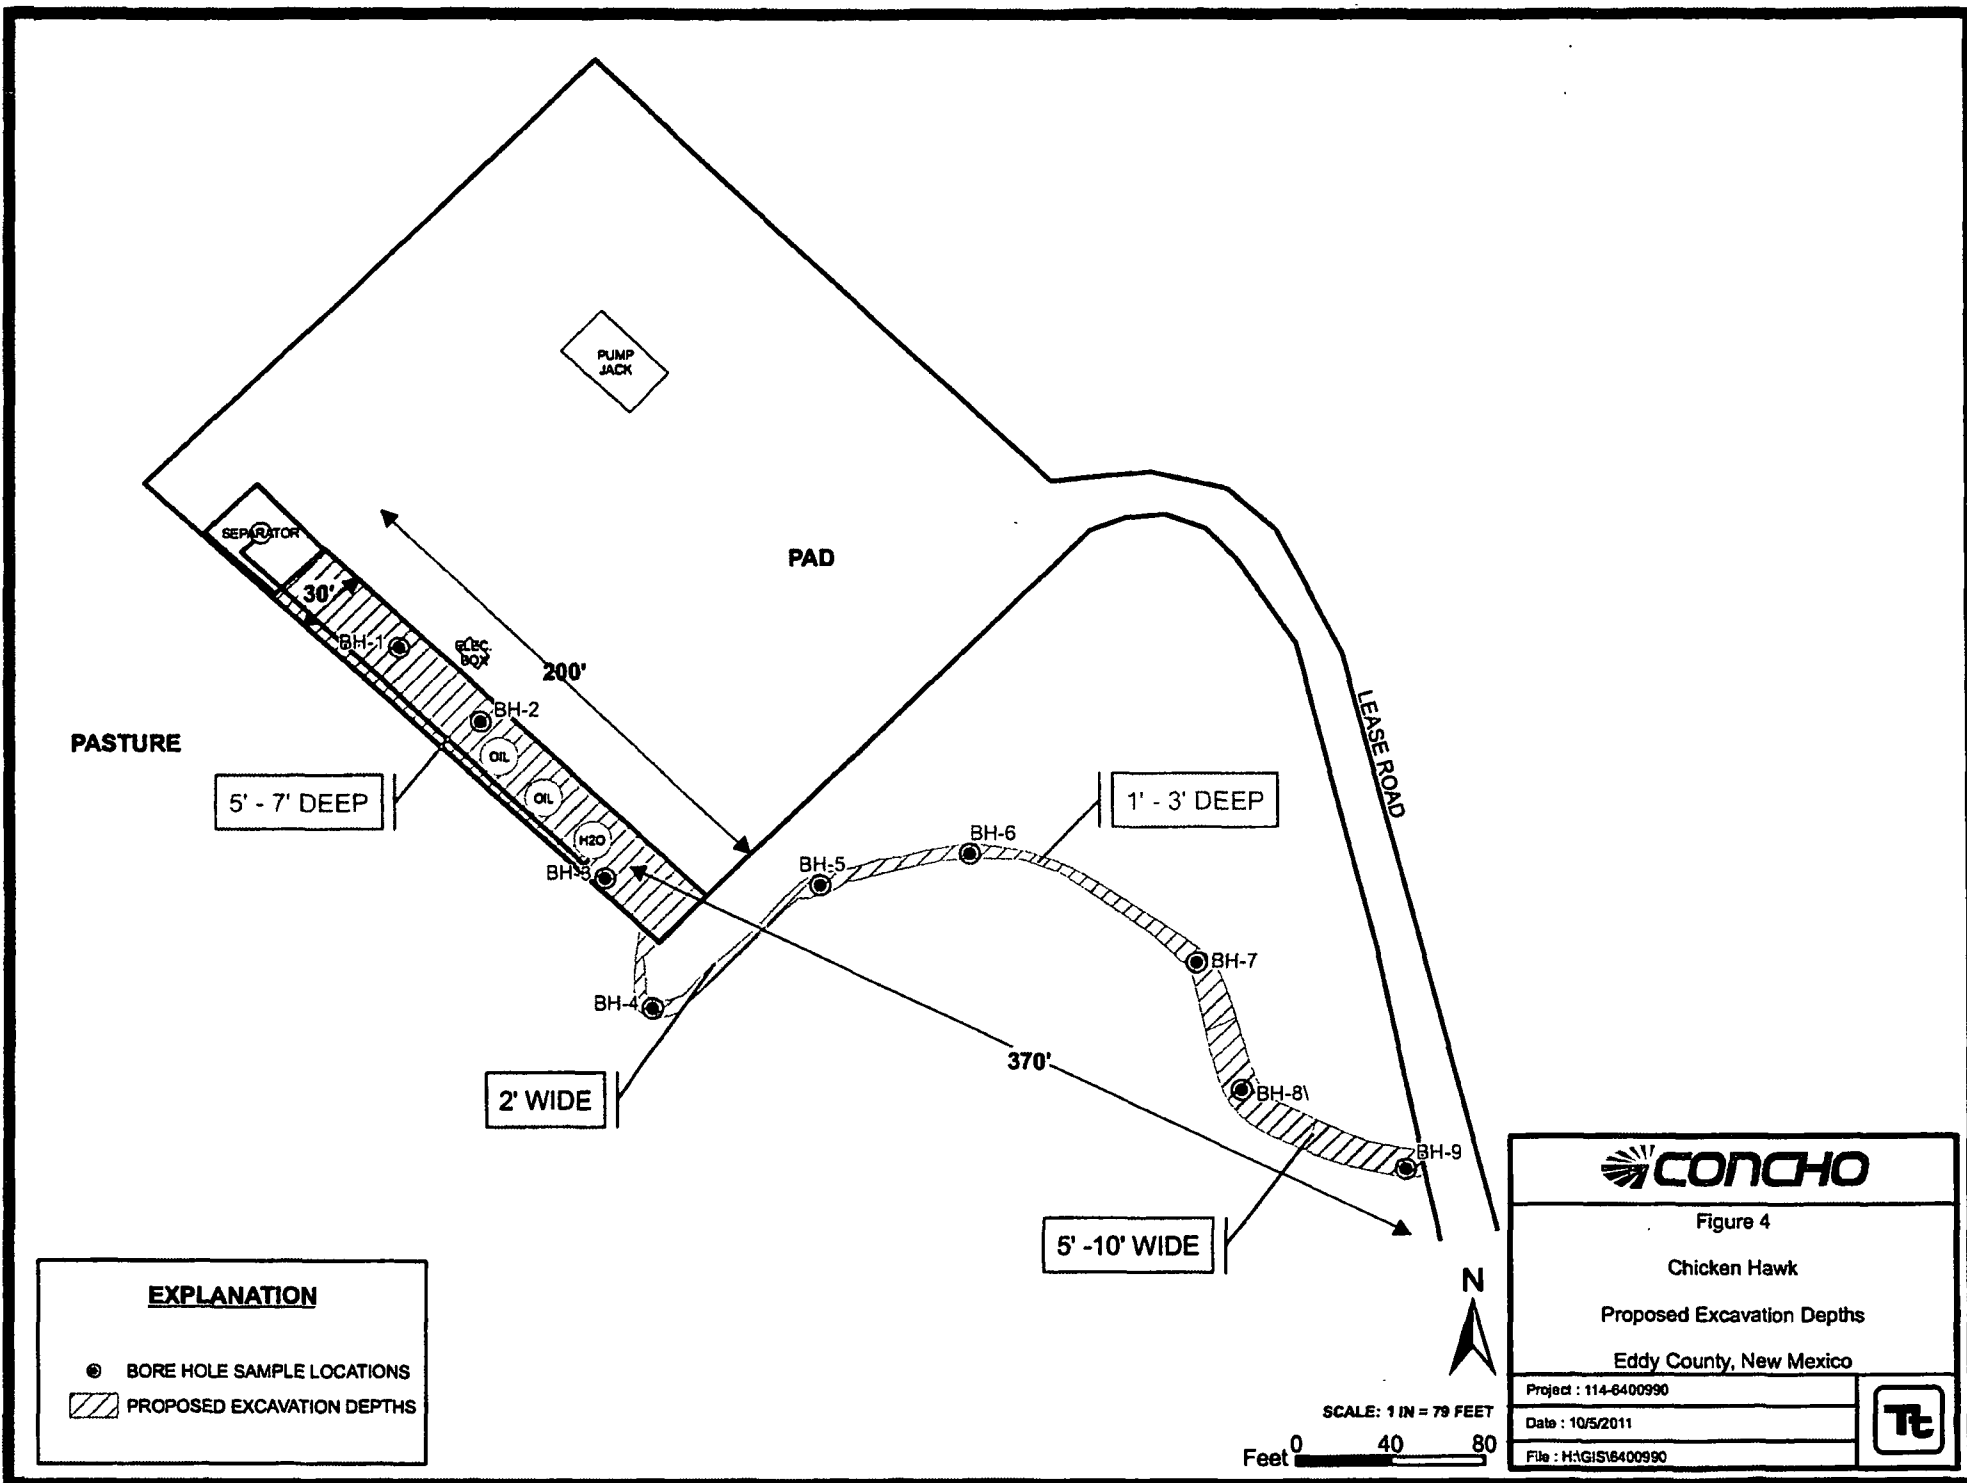 PUMP
JACK
SEPARATOR
PAD
30'
BH-1
ELEC.
BOX
200'
BH-2
LEASE ROAD
PASTURE
OIL
5' - 7' DEEP
OIL
1' - 3' DEEP
H2O
BH-6
BH-3
BH-5
BH-7
BH-4
370'
2' WIDE
BH-8\
BH-9
5' -10' WIDE
EXPLANATION
BORE HOLE SAMPLE LOCATIONS
PROPOSED EXCAVATION DEPTHS
N
SCALE: 1 IN = 79 FEET
Feet 0 40 80
CONCHO
Figure 4
Chicken Hawk
Proposed Excavation Depths
Eddy County, New Mexico
Project : 114-6400990
Date : 10/5/2011
File : H:\GIS\6400990
Tt